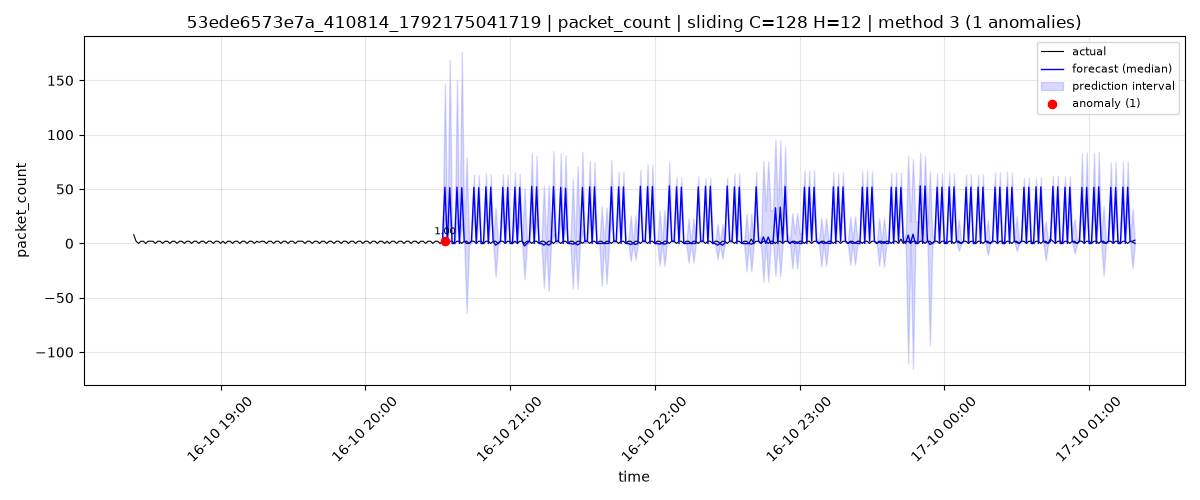 53ede6573e7a_410814_1792175041719 | packet_count | sliding C=128 H=12 | method 3 (1 anomalies)
actual
forecast (median)
prediction interval
anomaly (1)
packet_count
150
100
50
0
−50
−100
1.00
16-10 19:00
16-10 20:00
16-10 21:00
16-10 22:00
16-10 23:00
17-10 00:00
17-10 01:00
time